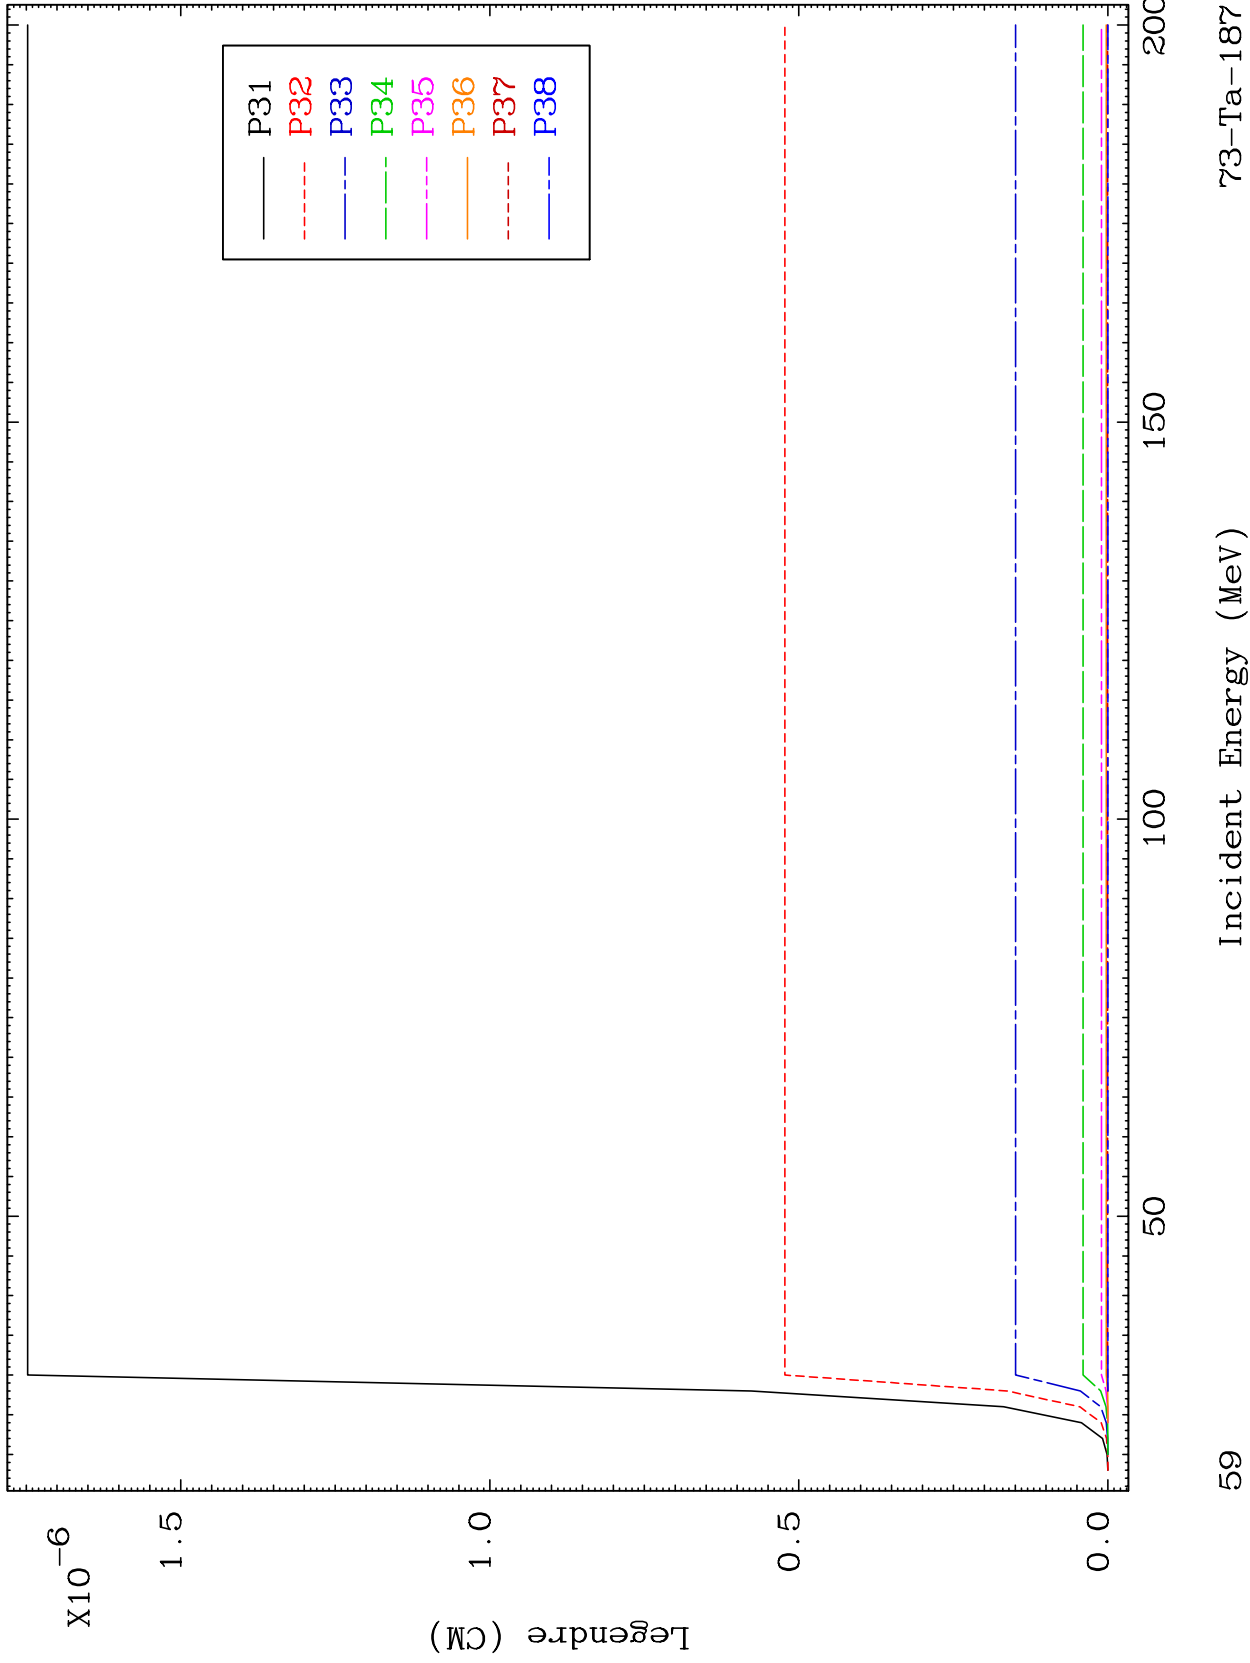 X10-6
1.5
1.0
0.5
0.0
Legendre (CM)
P31
P32
P33
P34
P35
P36
P37
P38
50
100
150
200
Incident Energy (MeV)
59
73-Ta-187